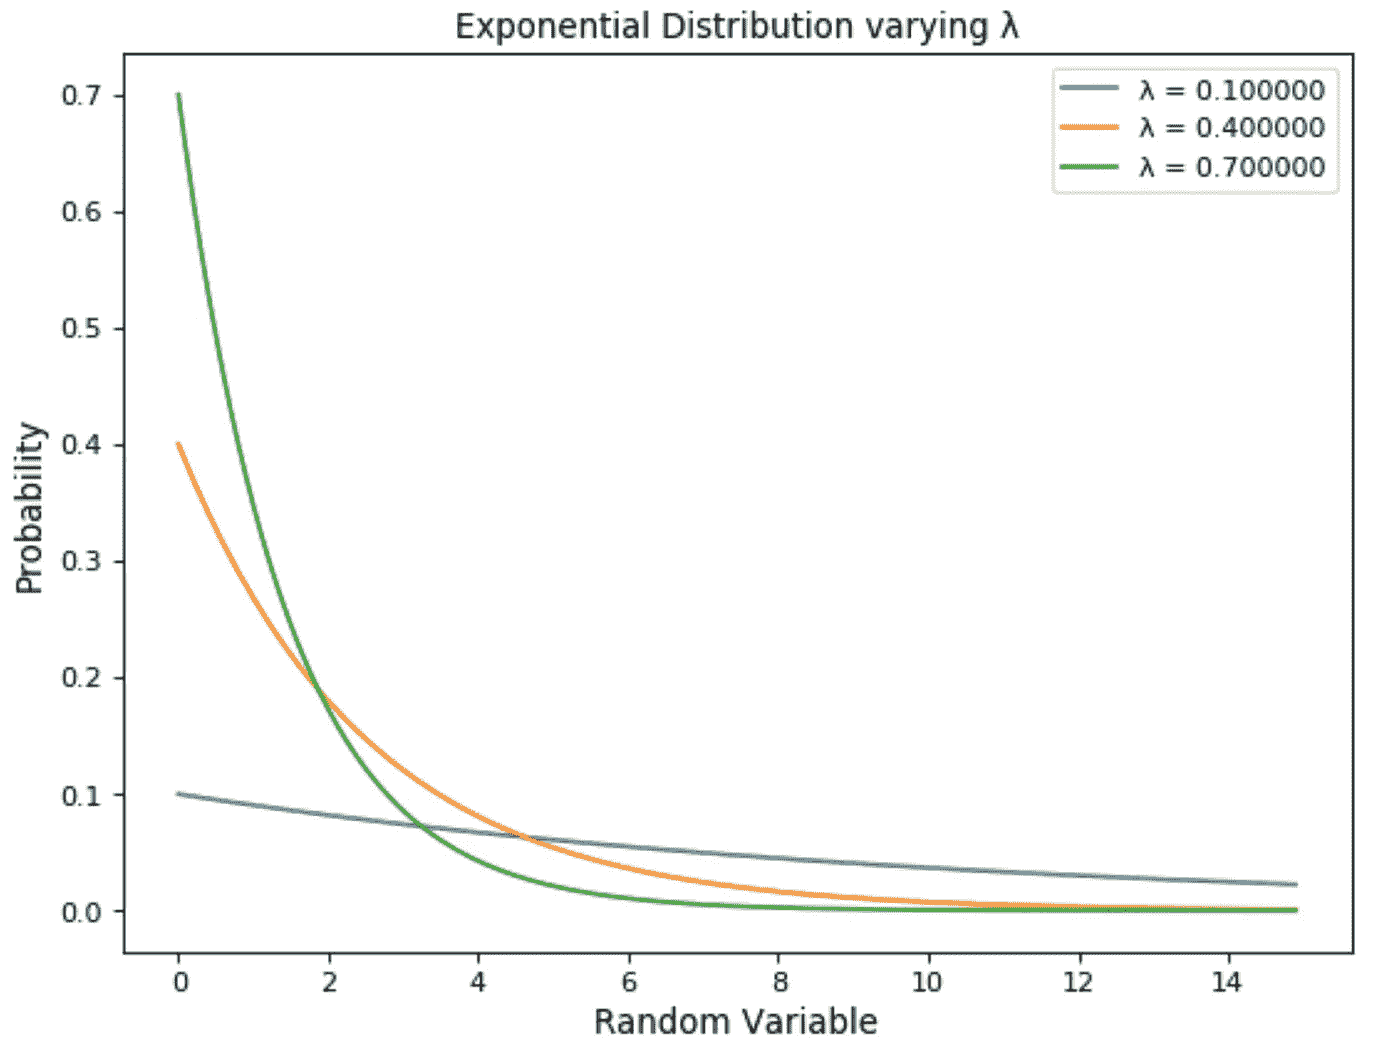 Exponential Distribution varying λ
λ = 0.100000
λ = 0.400000
λ = 0.700000
Probability
0.7
0.6
0.5
0.4
0.3
0.2
0.1
0.0
0 2 4 6 8 10 12 14
Random Variable